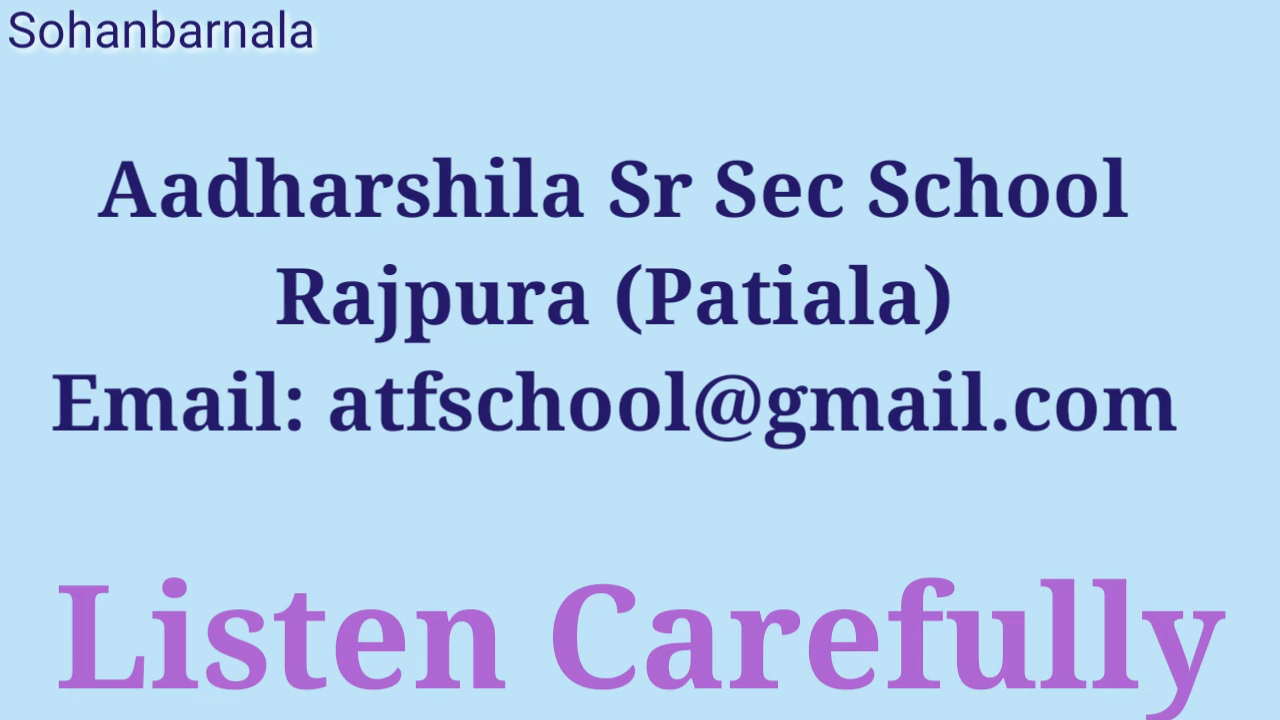 Sohanbarnala
Aadharshila Sr Sec School
Rajpura (Patiala)
Email: atfschool@gmail.com
Listen Carefully